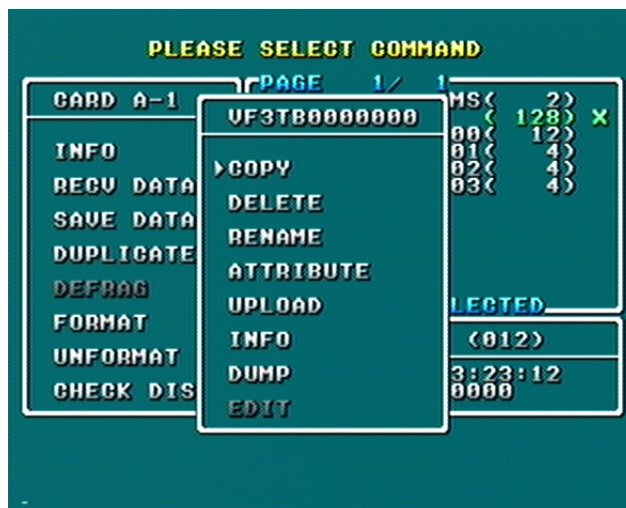 PLEASE SELECT COMMAND
CARD A-1
INFO
RECV DATA
SAVE DATA
DUPLICATE
DEFRAG
FORMAT
UNFORMAT
CHECK DIS
PAGE 1/ 1
MS( 2)
( 128) X
00( 12)
01( 4)
02( 4)
03( 4)
VF3TB0000000
COPY
DELETE
RENAME
ATTRIBUTE
UPLOAD
INFO
DUMP
EDIT
LECTED
(012)
3:23:12
0000